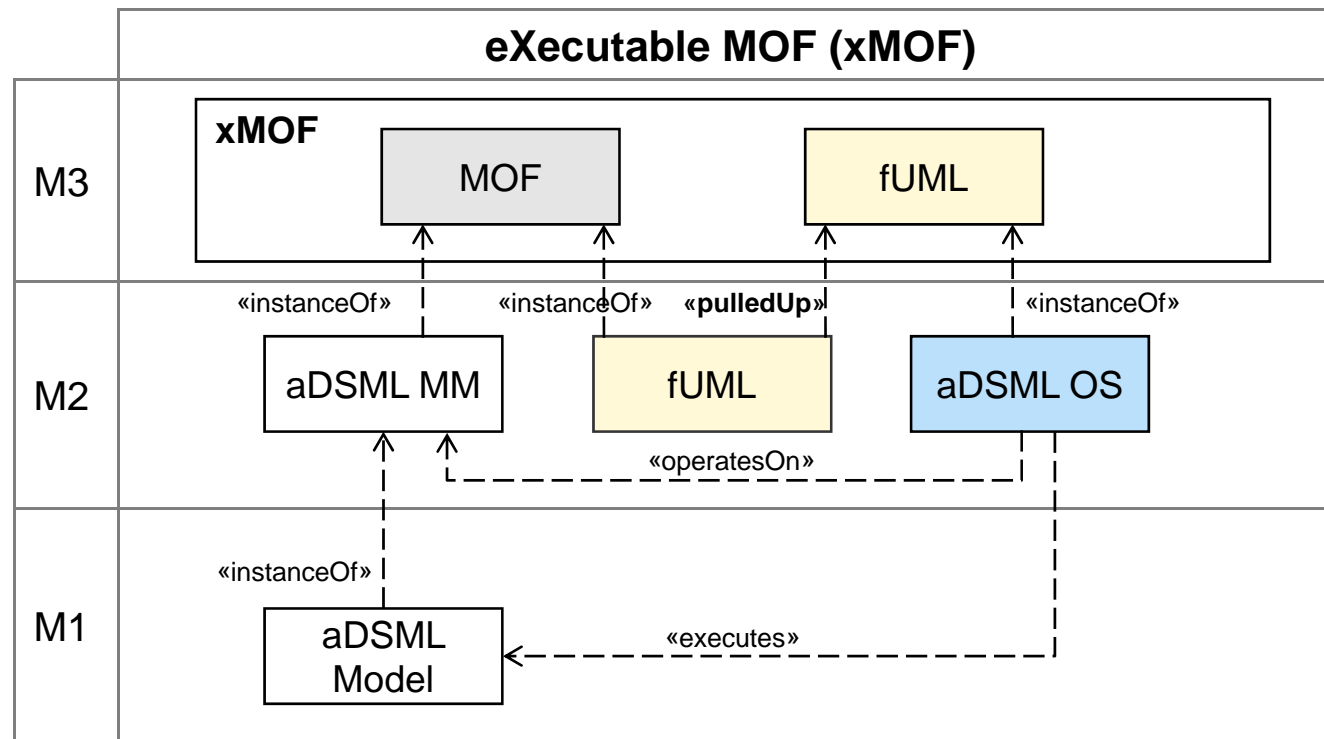 eXecutable MOF (xMOF)
M3
xMOF
MOF
fUML
«instanceOf»
«instanceOf»
«pulledUp»
«instanceOf»
M2
aDSML MM
fUML
aDSML OS
«operatesOn»
M1
«instanceOf»
aDSML
Model
«executes»